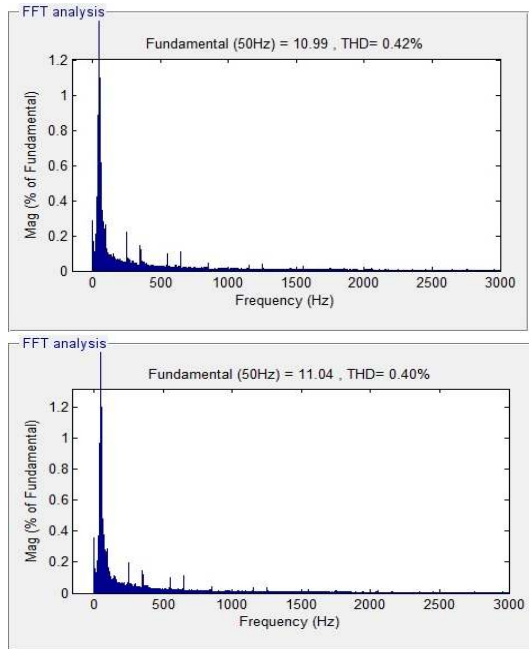 FFT analysis
Fundamental (50Hz) = 10.99 , THD= 0.42%
1.2
1
0.8
0.6
0.4
0.2
0
Mag (% of Fundamental)
0 500 1000 1500 2000 2500 3000
Frequency (Hz)
FFT analysis
Fundamental (50Hz) = 11.04 , THD= 0.40%
1.2
1
0.8
0.6
0.4
0.2
0
Mag (% of Fundamental)
0 500 1000 1500 2000 2500 3000
Frequency (Hz)